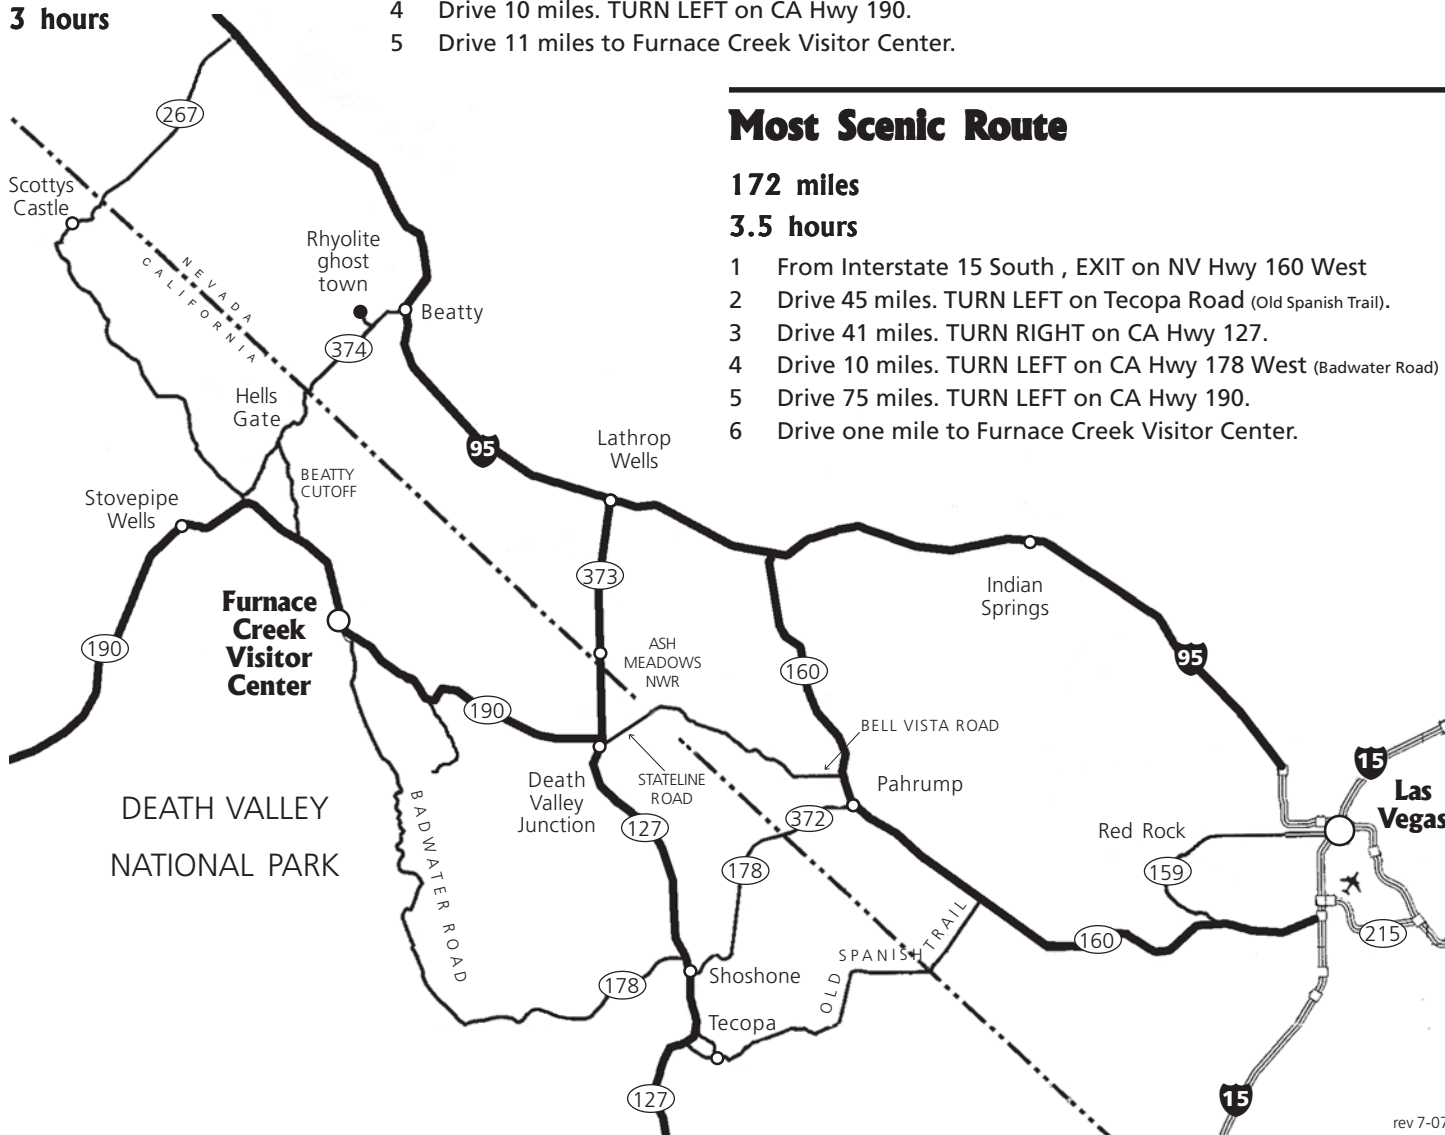 3 hours
4 Drive 10 miles. TURN LEFT on CA Hwy 190.
5 Drive 11 miles to Furnace Creek Visitor Center.
Most Scenic Route
172 miles
3.5 hours
1 From Interstate 15 South , EXIT on NV Hwy 160 West
2 Drive 45 miles. TURN LEFT on Tecopa Road (Old Spanish Trail).
3 Drive 41 miles. TURN RIGHT on CA Hwy 127.
4 Drive 10 miles. TURN LEFT on CA Hwy 178 West (Badwater Road)
5 Drive 75 miles. TURN LEFT on CA Hwy 190.
6 Drive one mile to Furnace Creek Visitor Center.
267
Scottys
Castle
NEVADA
CALIFORNIA
Rhyolite
ghost
town
Beatty
374
Hells
Gate
95
Lathrop
Wells
BEATTY
CUTOFF
Stovepipe
Wells
373
Indian
Springs
Furnace
Creek
Visitor
Center
190
ASH
MEADOWS
NWR
160
95
190
BELL VISTA ROAD
Death
Valley
Junction
STATELINE
ROAD
Pahrump
15
Las
Vegas
DEATH VALLEY
NATIONAL PARK
BADWATER ROAD
127
372
178
Red Rock
159
215
160
OLD SPANISH TRAIL
178
Shoshone
Tecopa
127
15
rev 7-07